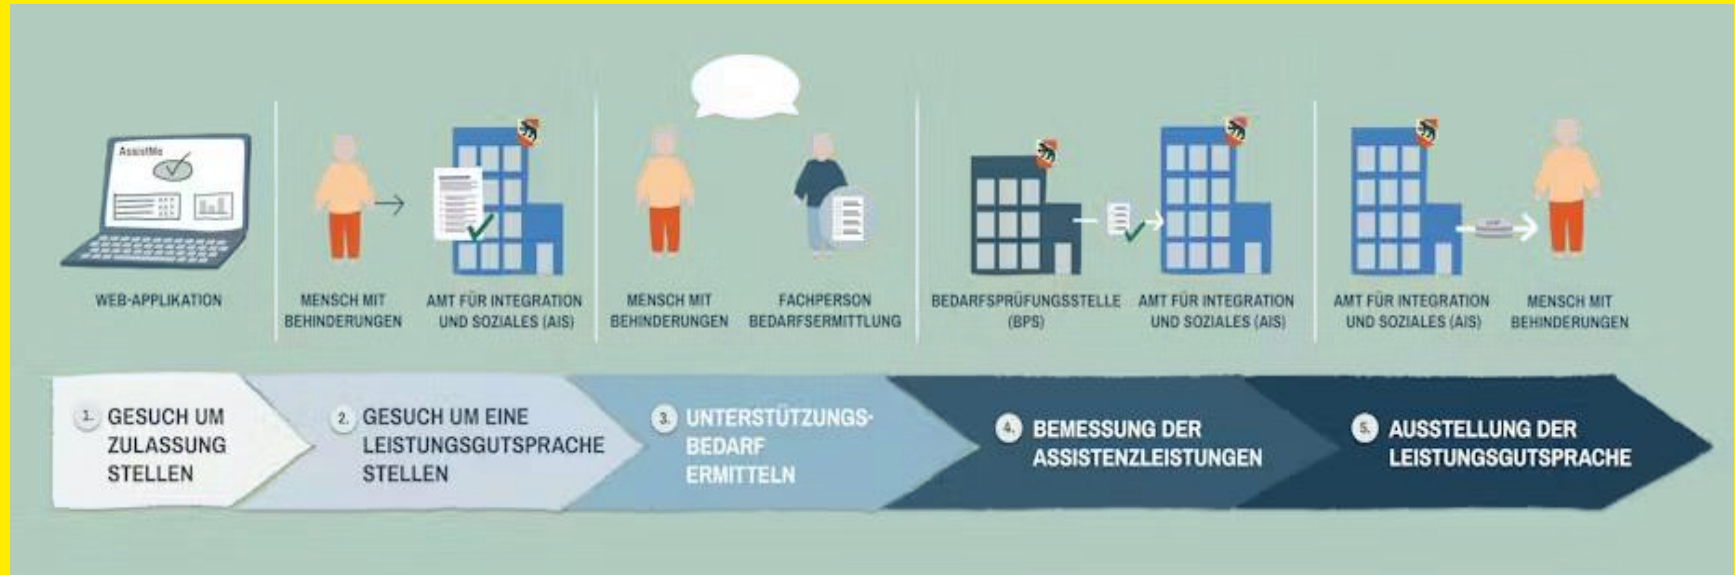 AssistMe
WEB-APPLIKATION
MENSCH MIT
BEHINDERUNGEN
AMT FÜR INTEGRATION
UND SOZIALES (AIS)
MENSCH MIT
BEHINDERUNGEN
FACHPERSON
BEDARFSERMITTLUNG
BEDARFSPRÜFUNGSSTELLE
(BPS)
AMT FÜR INTEGRATION
UND SOZIALES (AIS)
AMT FÜR INTEGRATION
UND SOZIALES (AIS)
MENSCH MIT
BEHINDERUNGEN
1. GESUCH UM
ZULASSUNG
STELLEN
2. GESUCH UM EINE
LEISTUNGSGUTSPRACHE
STELLEN
3. UNTERSTÜTZUNGS-
BEDARF
ERMITTELN
4. BEMESSUNG DER
ASSISTENZLEISTUNGEN
5. AUSSTELLUNG DER
LEISTUNGSGUTSPRACHE